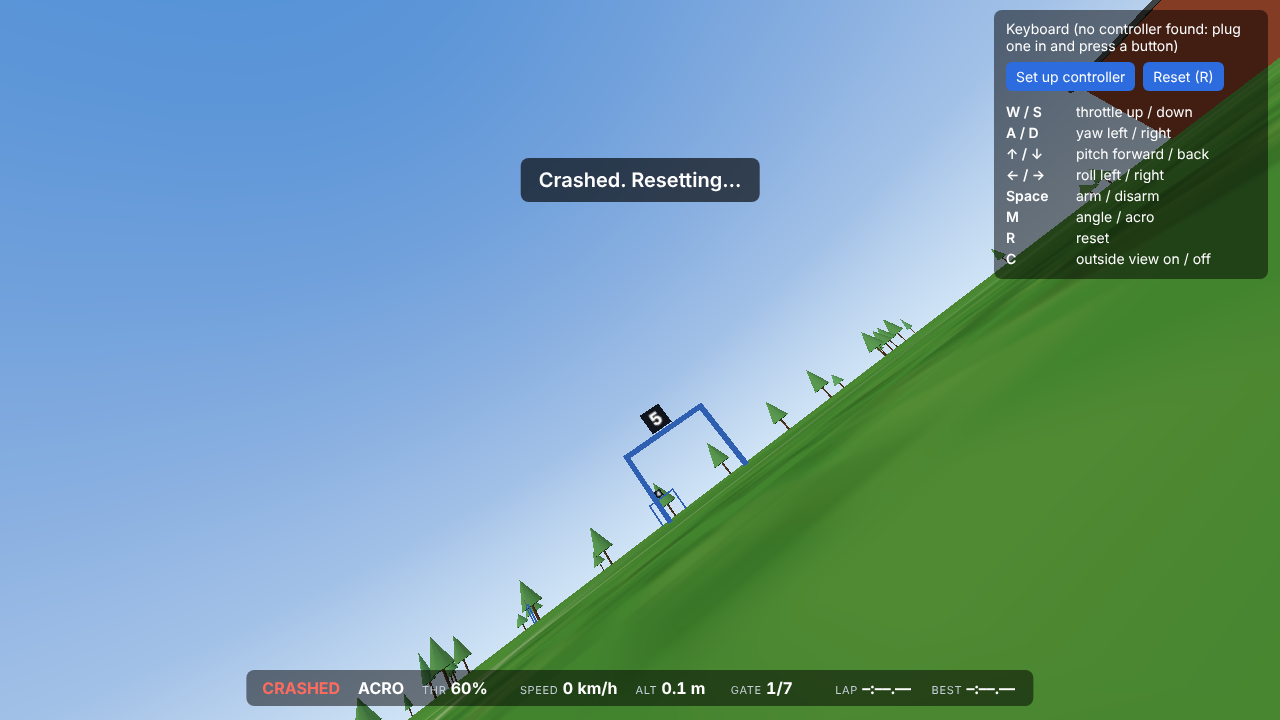 Keyboard (no controller found: plug
one in and press a button)
Set up controller Reset (R)
W / S throttle up / down
A / D yaw left / right
↑ / ↓ pitch forward / back
← / → roll left / right
Space arm / disarm
M angle / acro
R reset
C outside view on / off
Crashed. Resetting...
5
CRASHED ACRO THR 60% SPEED 0 km/h ALT 0.1 m GATE 1/7 LAP –:––.–– BEST –:––.––